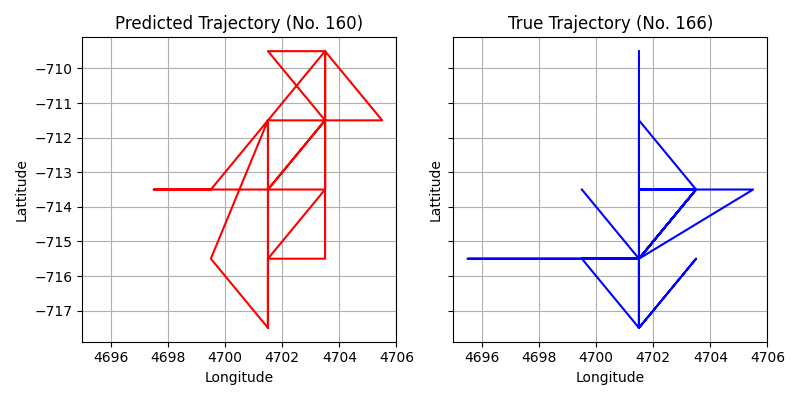 Predicted Trajectory (No. 160)
True Trajectory (No. 166)
−710
−711
−712
−713
−714
−715
−716
−717
Lattitude
Lattitude
4696 4698 4700 4702 4704 4706
4696 4698 4700 4702 4704 4706
Longitude
Longitude